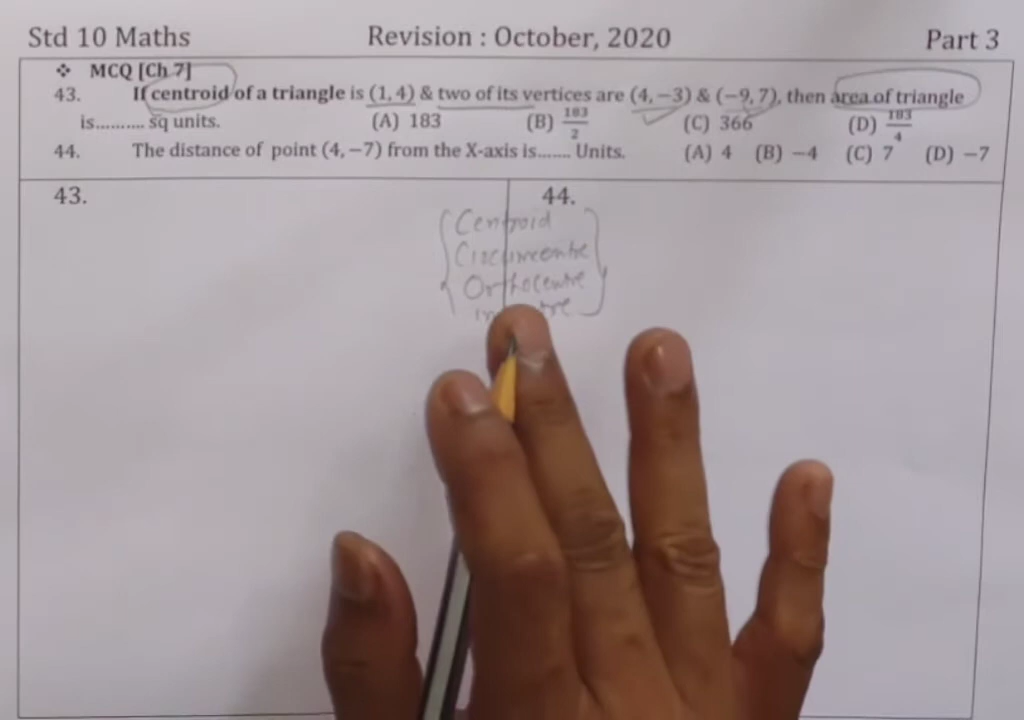 Std 10 Maths Revision : October, 2020 Part 3
❖ MCQ [Ch 7]
43. If centroid of a triangle is (1, 4) & two of its vertices are (4, −3) & (−9, 7), then area of triangle
is.......... sq units. (A) 183 (B) 183/2 (C) 366 (D) 183/4
44. The distance of point (4, −7) from the X-axis is....... Units. (A) 4 (B) −4 (C) 7 (D) −7
43. 44.
Centroid
Circumcentre
Orthocentre